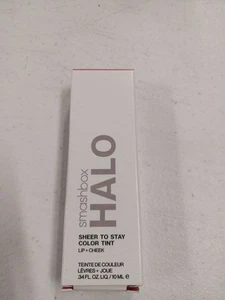 smashbox
HALO
SHEER TO STAY
COLOR TINT
LIP + CHEEK
TEINTE DE COULEUR
LÈVRES + JOUE
.34 FL.OZ.LIQ. / 10 ML ℮